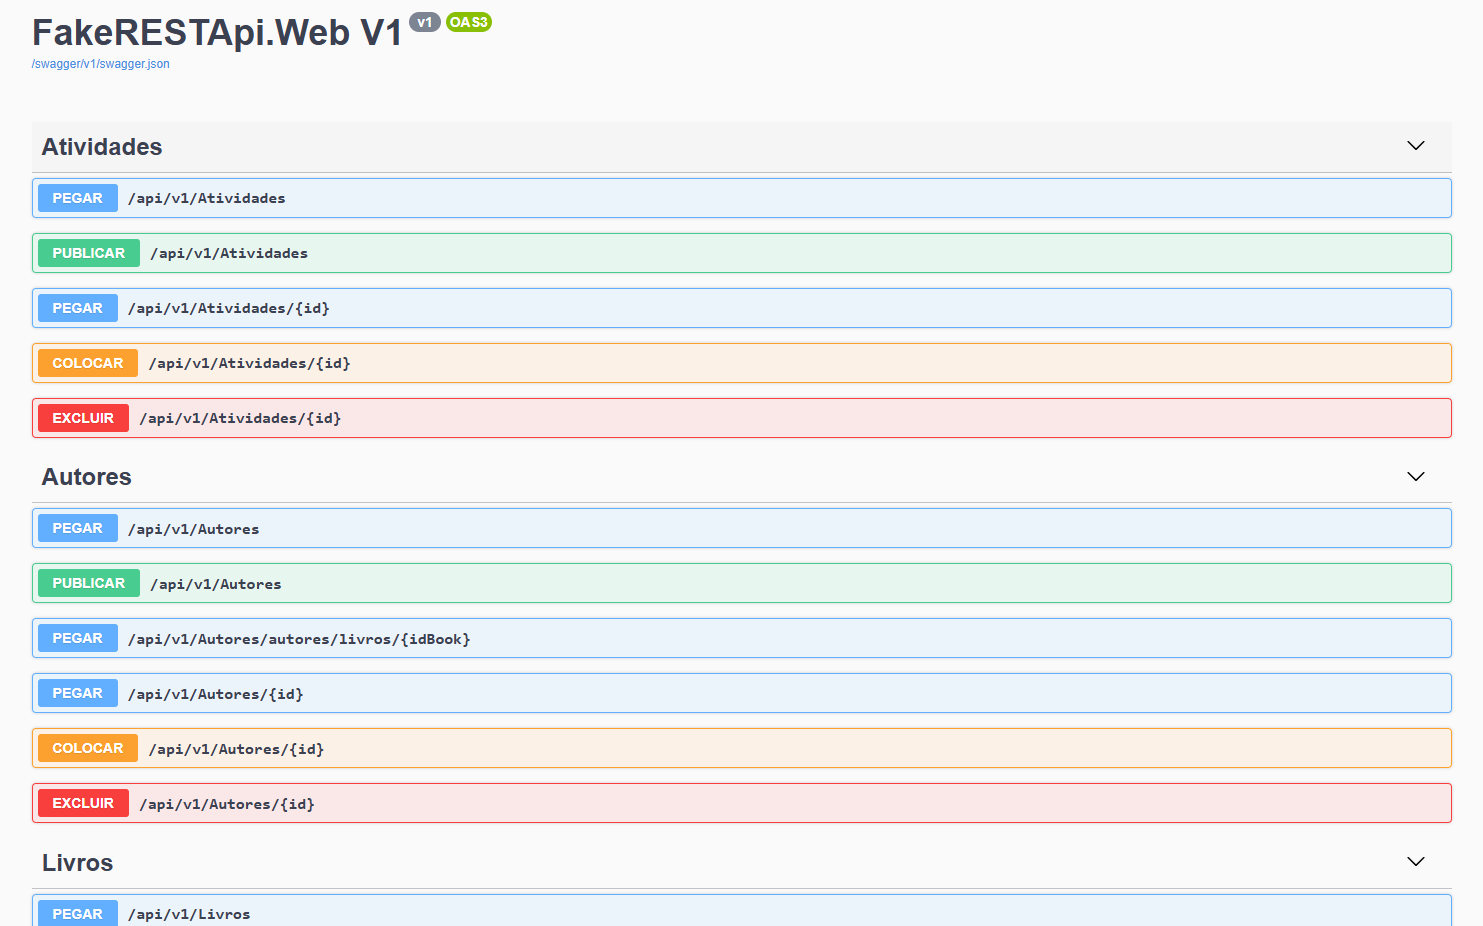 FakeRESTApi.Web V1 v1 OAS3
/swagger/v1/swagger.json
Atividades
PEGAR /api/v1/Atividades
PUBLICAR /api/v1/Atividades
PEGAR /api/v1/Atividades/{id}
COLOCAR /api/v1/Atividades/{id}
EXCLUIR /api/v1/Atividades/{id}
Autores
PEGAR /api/v1/Autores
PUBLICAR /api/v1/Autores
PEGAR /api/v1/Autores/autores/livros/{idBook}
PEGAR /api/v1/Autores/{id}
COLOCAR /api/v1/Autores/{id}
EXCLUIR /api/v1/Autores/{id}
Livros
PEGAR /api/v1/Livros